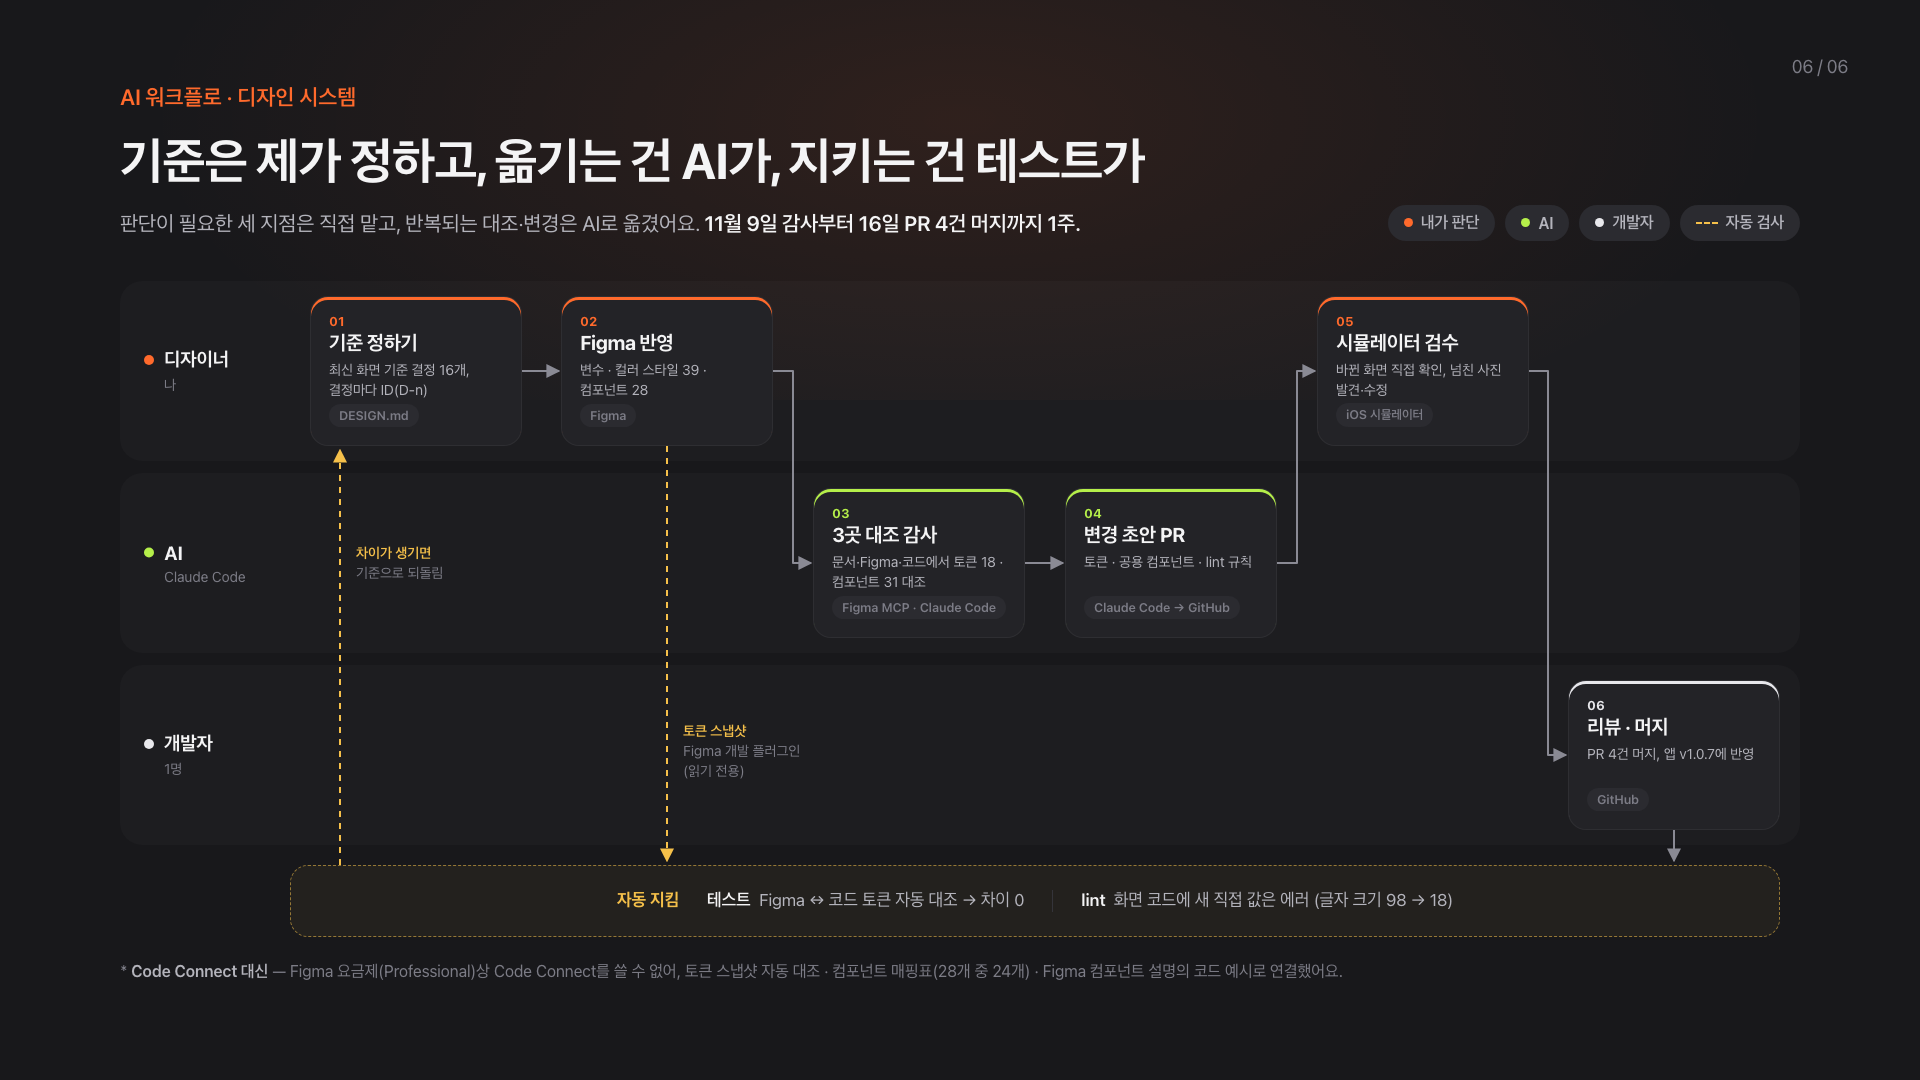 06 / 06
AI 워크플로 · 디자인 시스템
기준은 제가 정하고, 옮기는 건 AI가, 지키는 건 테스트가
판단이 필요한 세 지점은 직접 맡고, 반복되는 대조·변경은 AI로 옮겼어요. 11월 9일 감사부터 16일 PR 4건 머지까지 1주.
내가 판단
AI
개발자
자동 검사
디자이너
나
01
기준 정하기
최신 화면 기준 결정 16개,
결정마다 ID(D-n)
DESIGN.md
02
Figma 반영
변수 · 컬러 스타일 39 ·
컴포넌트 28
Figma
05
시뮬레이터 검수
바뀐 화면 직접 확인, 넘친 사진
발견·수정
iOS 시뮬레이터
AI
Claude Code
차이가 생기면
기준으로 되돌림
03
3곳 대조 감사
문서·Figma·코드에서 토큰 18 ·
컴포넌트 31 대조
Figma MCP · Claude Code
04
변경 초안 PR
토큰 · 공용 컴포넌트 · lint 규칙
Claude Code → GitHub
개발자
1명
토큰 스냅샷
Figma 개발 플러그인
(읽기 전용)
06
리뷰 · 머지
PR 4건 머지, 앱 v1.0.7에 반영
GitHub
자동 지킴 테스트 Figma ↔ 코드 토큰 자동 대조 → 차이 0 lint 화면 코드에 새 직접 값은 에러 (글자 크기 98 → 18)
* Code Connect 대신 — Figma 요금제(Professional)상 Code Connect를 쓸 수 없어, 토큰 스냅샷 자동 대조 · 컴포넌트 매핑표(28개 중 24개) · Figma 컴포넌트 설명의 코드 예시로 연결했어요.